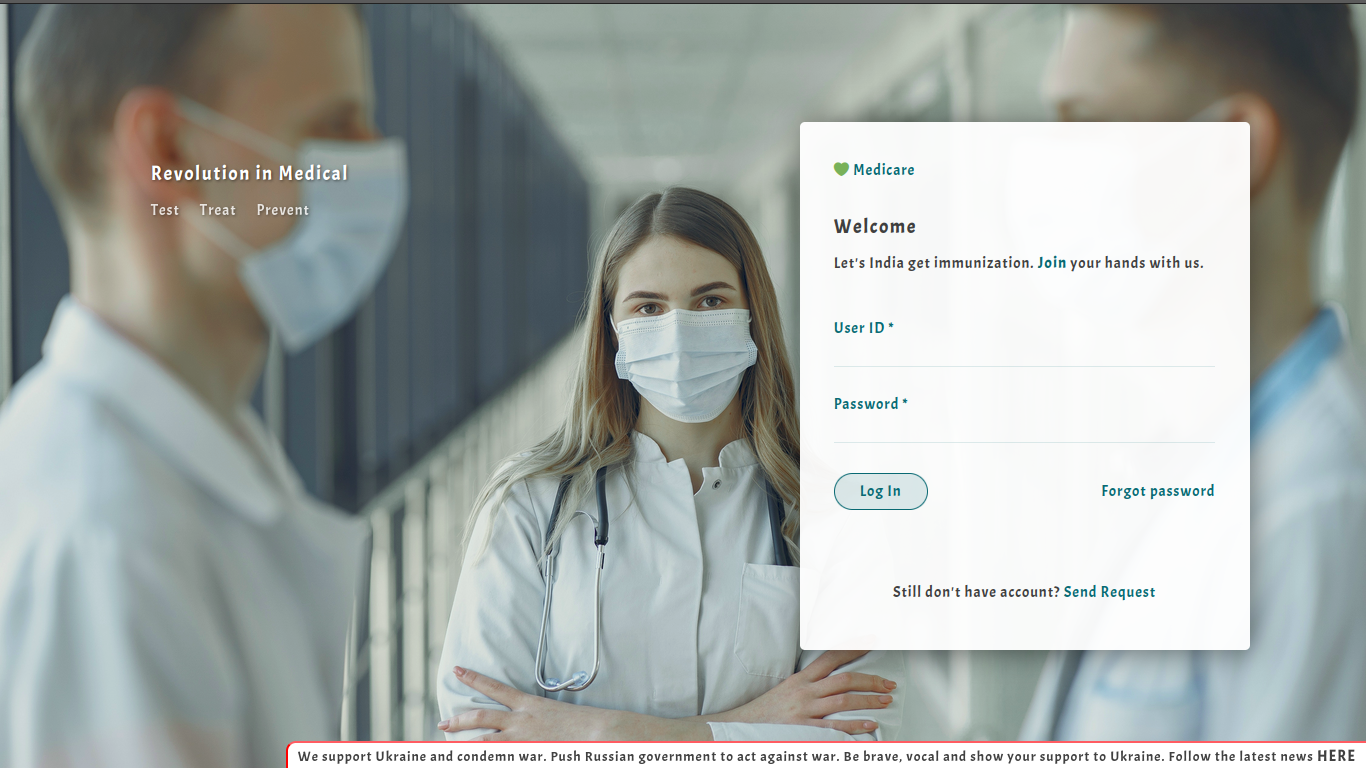 Revolution in Medical
Test Treat Prevent
Medicare
Welcome
Let's India get immunization. Join your hands with us.
User ID *
Password *
Log In
Forgot password
Still don't have account? Send Request
We support Ukraine and condemn war. Push Russian government to act against war. Be brave, vocal and show your support to Ukraine. Follow the latest news HERE